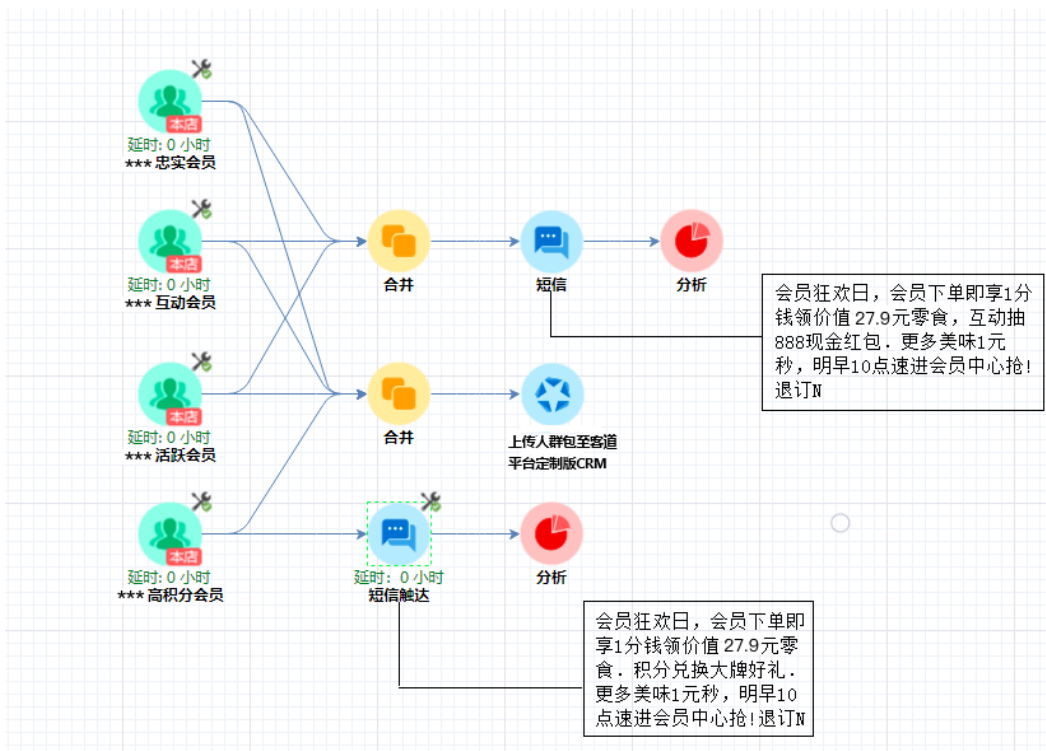 本店
延时: 0 小时
*** 忠实会员
本店
延时: 0 小时
*** 互动会员
合并
短信
分析
会员狂欢日，会员下单即享1分
钱领价值 27.9元零食，互动抽
888现金红包．更多美味1元
秒，明早10点速进会员中心抢!
退订N
本店
延时: 0 小时
*** 活跃会员
合并
上传人群包至客道
平台定制版CRM
本店
延时: 0 小时
*** 高积分会员
延时: 0 小时
短信触达
分析
会员狂欢日，会员下单即
享1分钱领价值 27.9元零
食．积分兑换大牌好礼．
更多美味1元秒，明早10
点速进会员中心抢!退订N